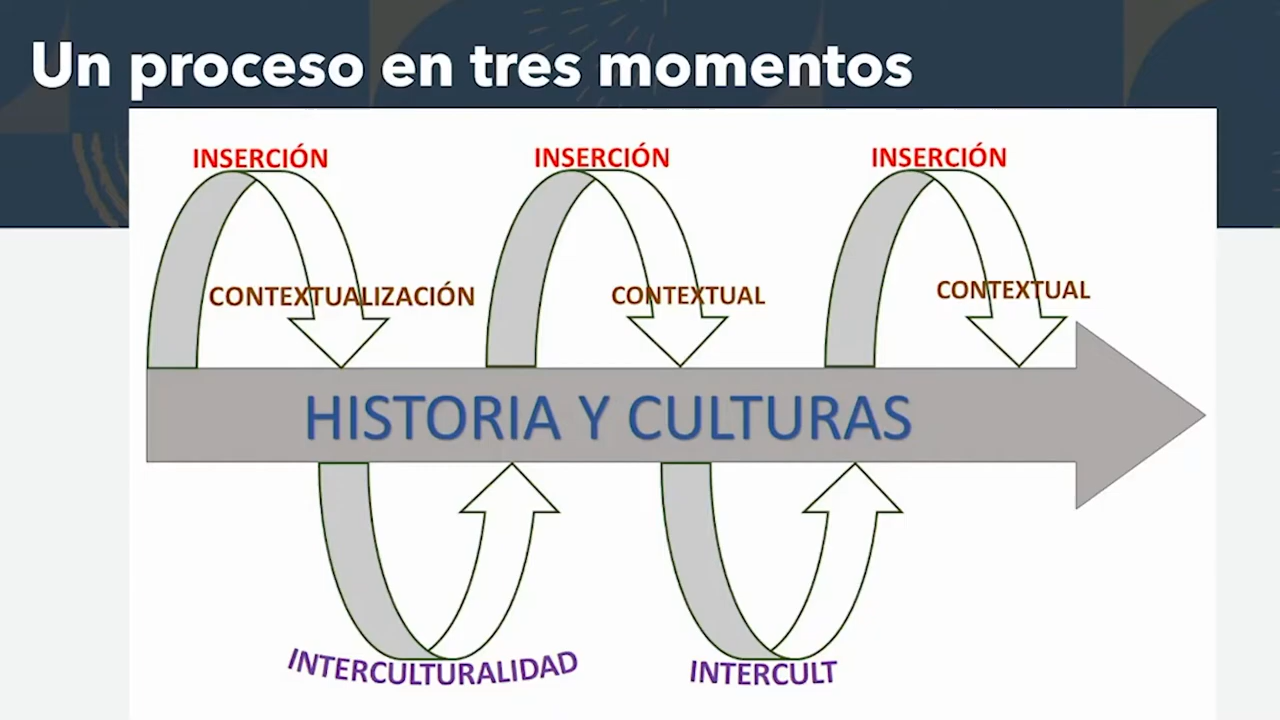 Un proceso en tres momentos
INSERCIÓN
INSERCIÓN
INSERCIÓN
CONTEXTUALIZACIÓN
CONTEXTUAL
CONTEXTUAL
HISTORIA Y CULTURAS
INTERCULTURALIDAD
INTERCULT